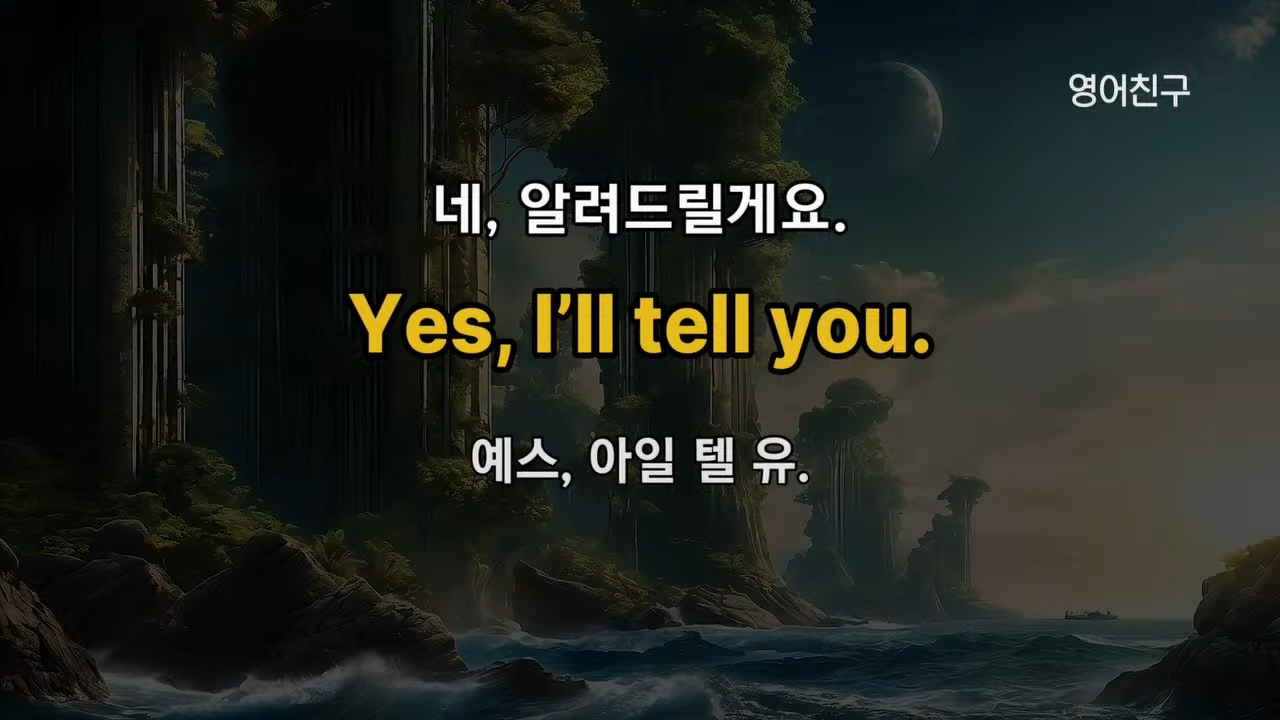 영어친구
네, 알려드릴게요.
Yes, I'll tell you.
예스, 아일 텔 유.